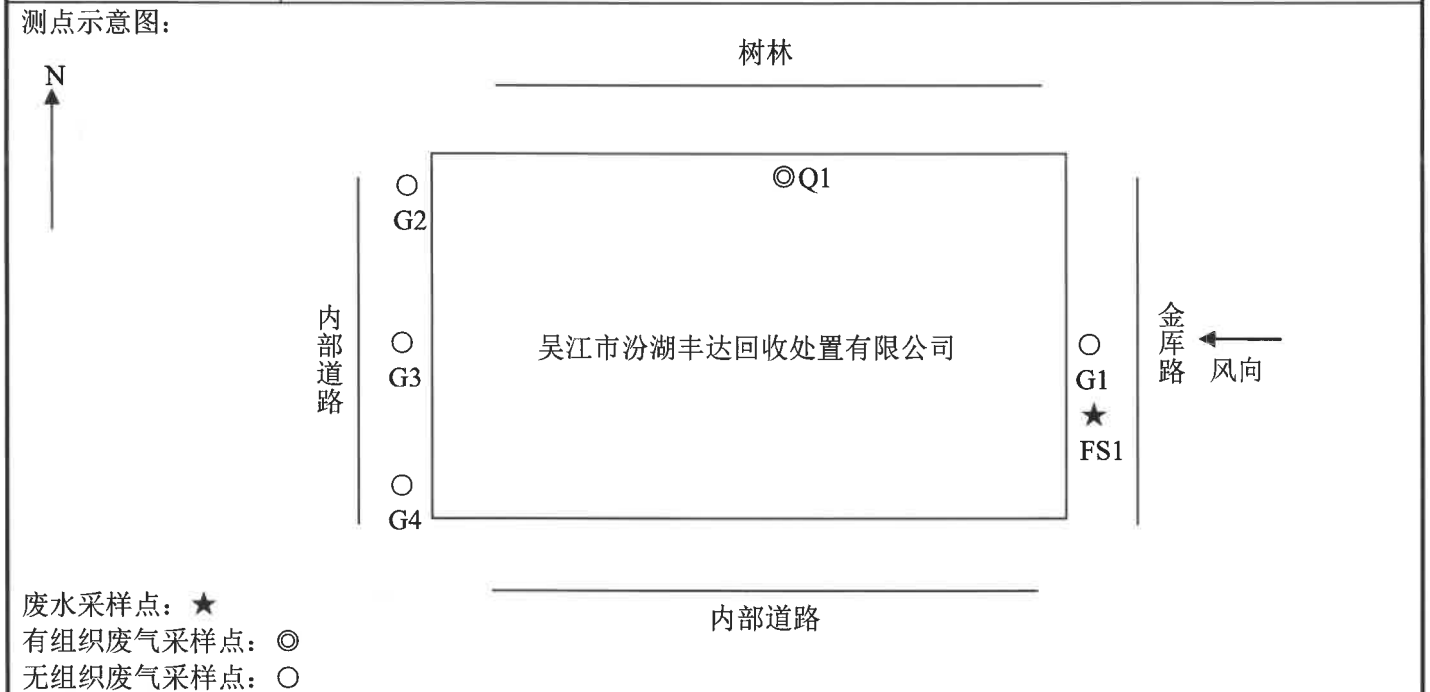 测点示意图：
树林
N
◎Q1
G2
内部道路
G3
吴江市汾湖丰达回收处置有限公司
G1
金厍路
风向
FS1
G4
内部道路
废水采样点：★
有组织废气采样点：◎
无组织废气采样点：○